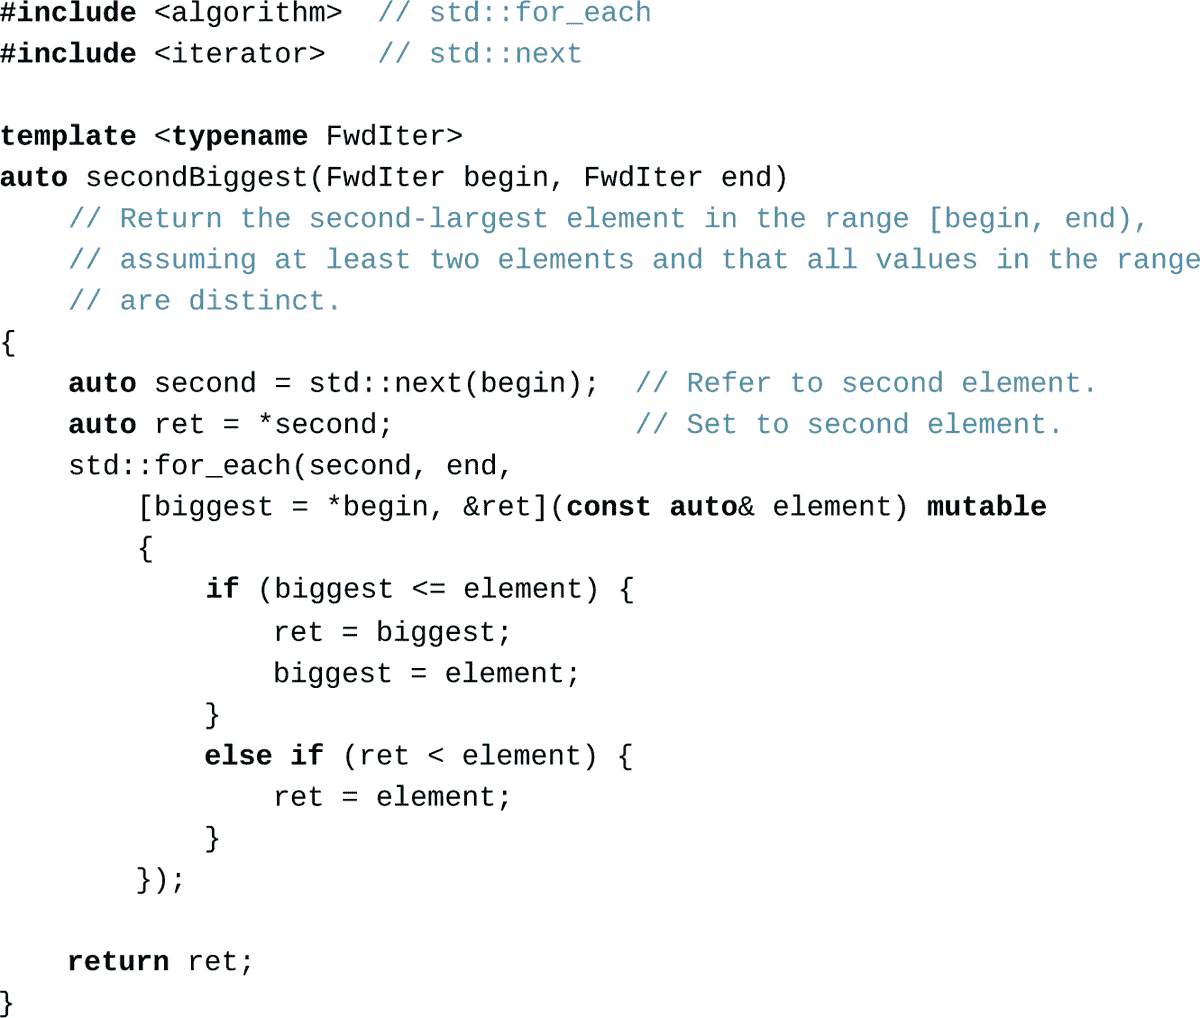 #include <algorithm>  // std::for_each
#include <iterator>   // std::next

template <typename FwdIter>
auto secondBiggest(FwdIter begin, FwdIter end)
    // Return the second-largest element in the range [begin, end),
    // assuming at least two elements and that all values in the range
    // are distinct.
{
    auto second = std::next(begin);  // Refer to second element.
    auto ret = *second;              // Set to second element.
    std::for_each(second, end,
        [biggest = *begin, &ret](const auto& element) mutable
        {
            if (biggest <= element) {
                ret = biggest;
                biggest = element;
            }
            else if (ret < element) {
                ret = element;
            }
        });

    return ret;
}